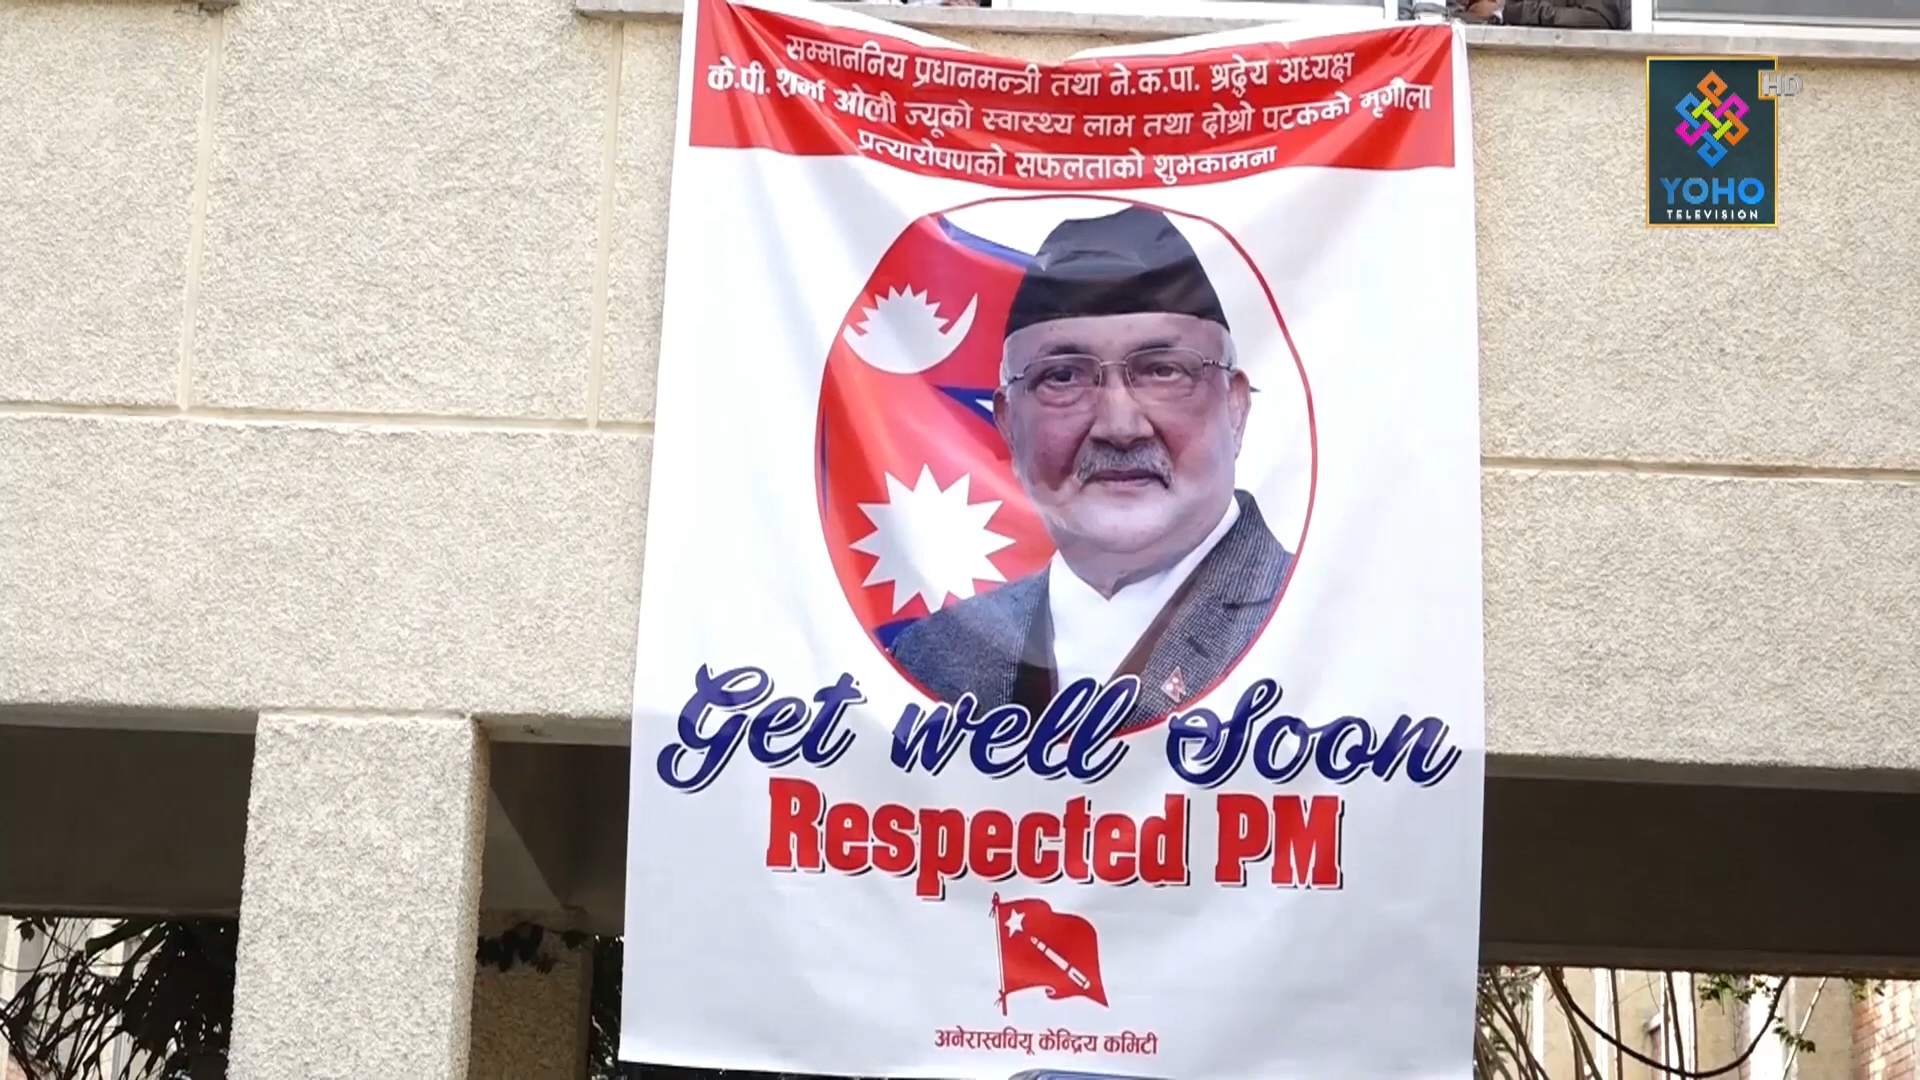 सम्माननिय प्रधानमन्त्री तथा ने.क.पा. श्रद्धेय अध्यक्ष
के.पी. शर्मा ओली ज्यूको स्वास्थ्य लाभ तथा दोश्रो पटकको मृगौला
प्रत्यारोपणको सफलताको शुभकामना
HD
YOHO
TELEVISION
Get well Soon
Respected PM
अनेरास्ववियू केन्द्रिय कमिटी